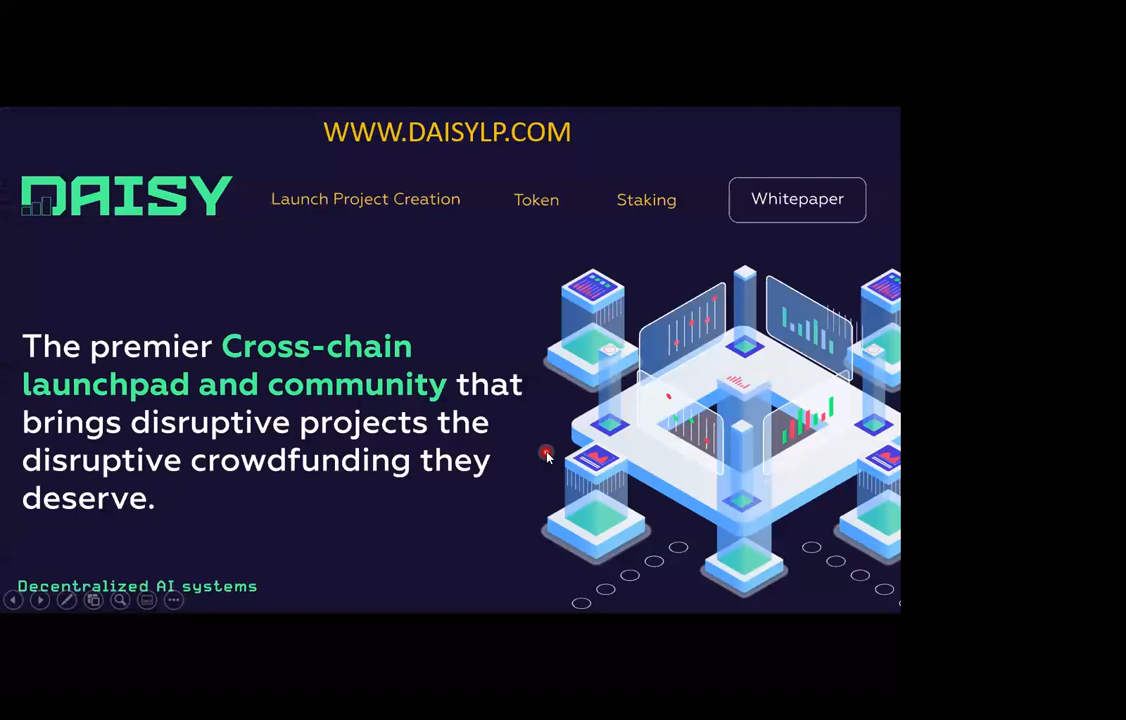 WWW.DAISYLP.COM
DAISY
Launch Project Creation
Token
Staking
Whitepaper
The premier Cross-chain
launchpad and community that
brings disruptive projects the
disruptive crowdfunding they
deserve.
Decentralized AI systems